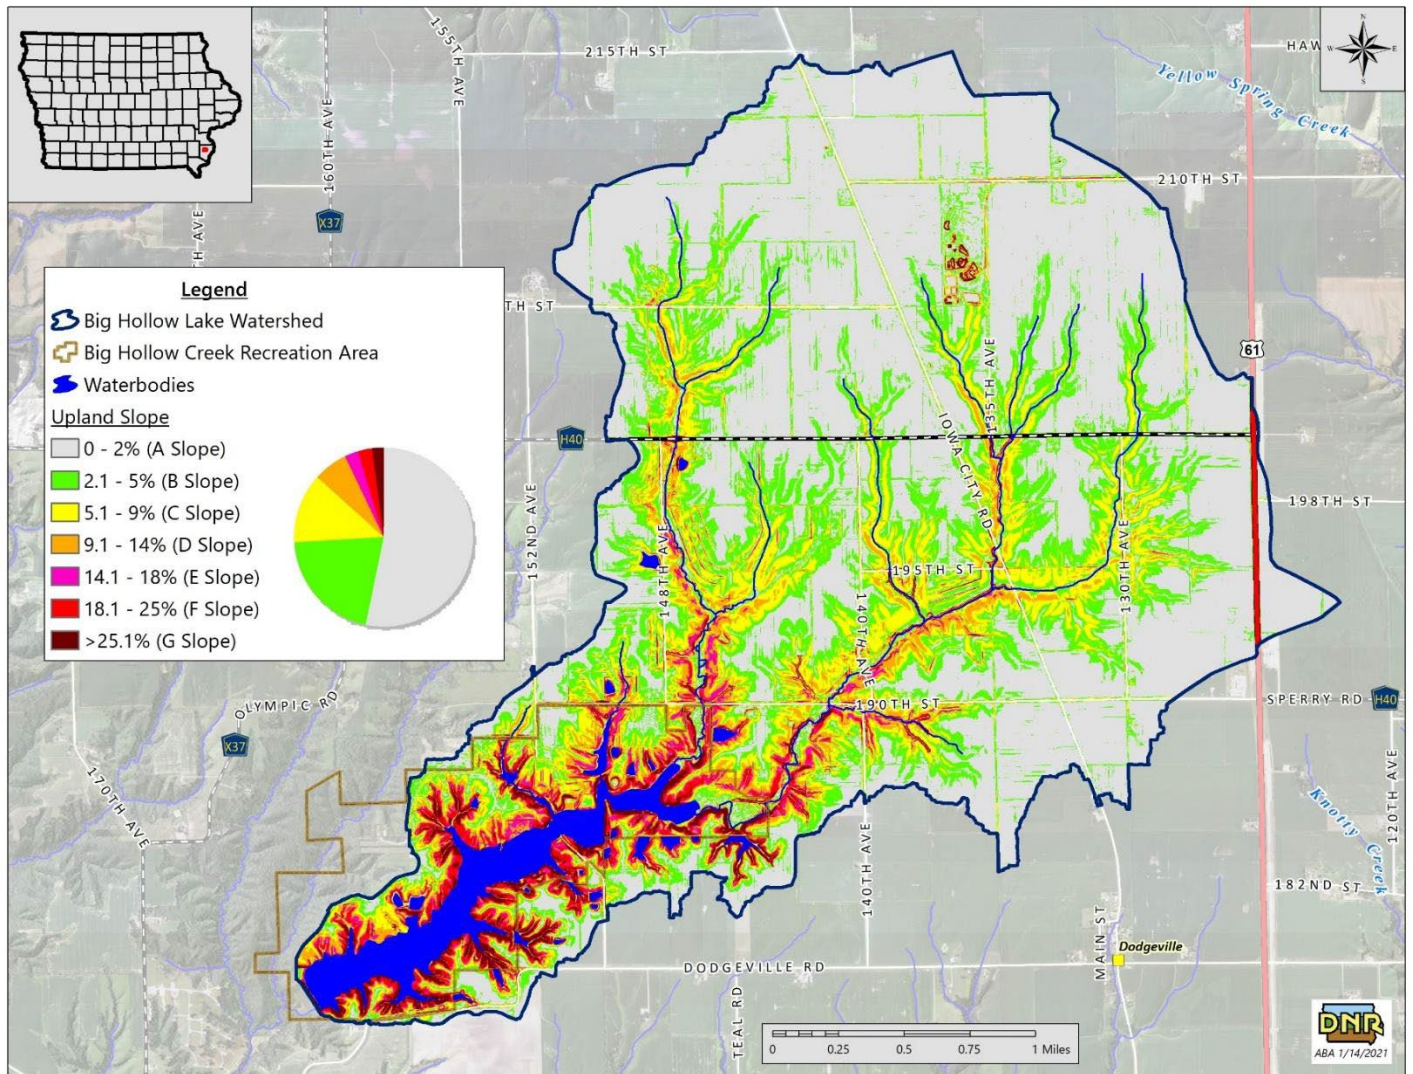 155TH AVE
215TH ST
HAW
N
W
E
S
Yellow Spring Creek
160TH AVE
X37
TH AVE
210TH ST
Legend
Big Hollow Lake Watershed
Big Hollow Creek Recreation Area
Waterbodies
Upland Slope
0 - 2% (A Slope)
2.1 - 5% (B Slope)
5.1 - 9% (C Slope)
9.1 - 14% (D Slope)
14.1 - 18% (E Slope)
18.1 - 25% (F Slope)
>25.1% (G Slope)
TH ST
61
135TH AVE
H40
IOWA CITY RD
152ND AVE
198TH ST
148TH AVE
195TH ST
140TH AVE
130TH AVE
OLYMPIC RD
190TH ST
SPERRY RD
H40
X37
170TH AVE
120TH AVE
Knotty Creek
140TH AVE
182ND ST
MAIN ST
Dodgeville
DODGEVILLE RD
TEAL RD
0
0.25
0.5
0.75
1 Miles
DNR
ABA 1/14/2021